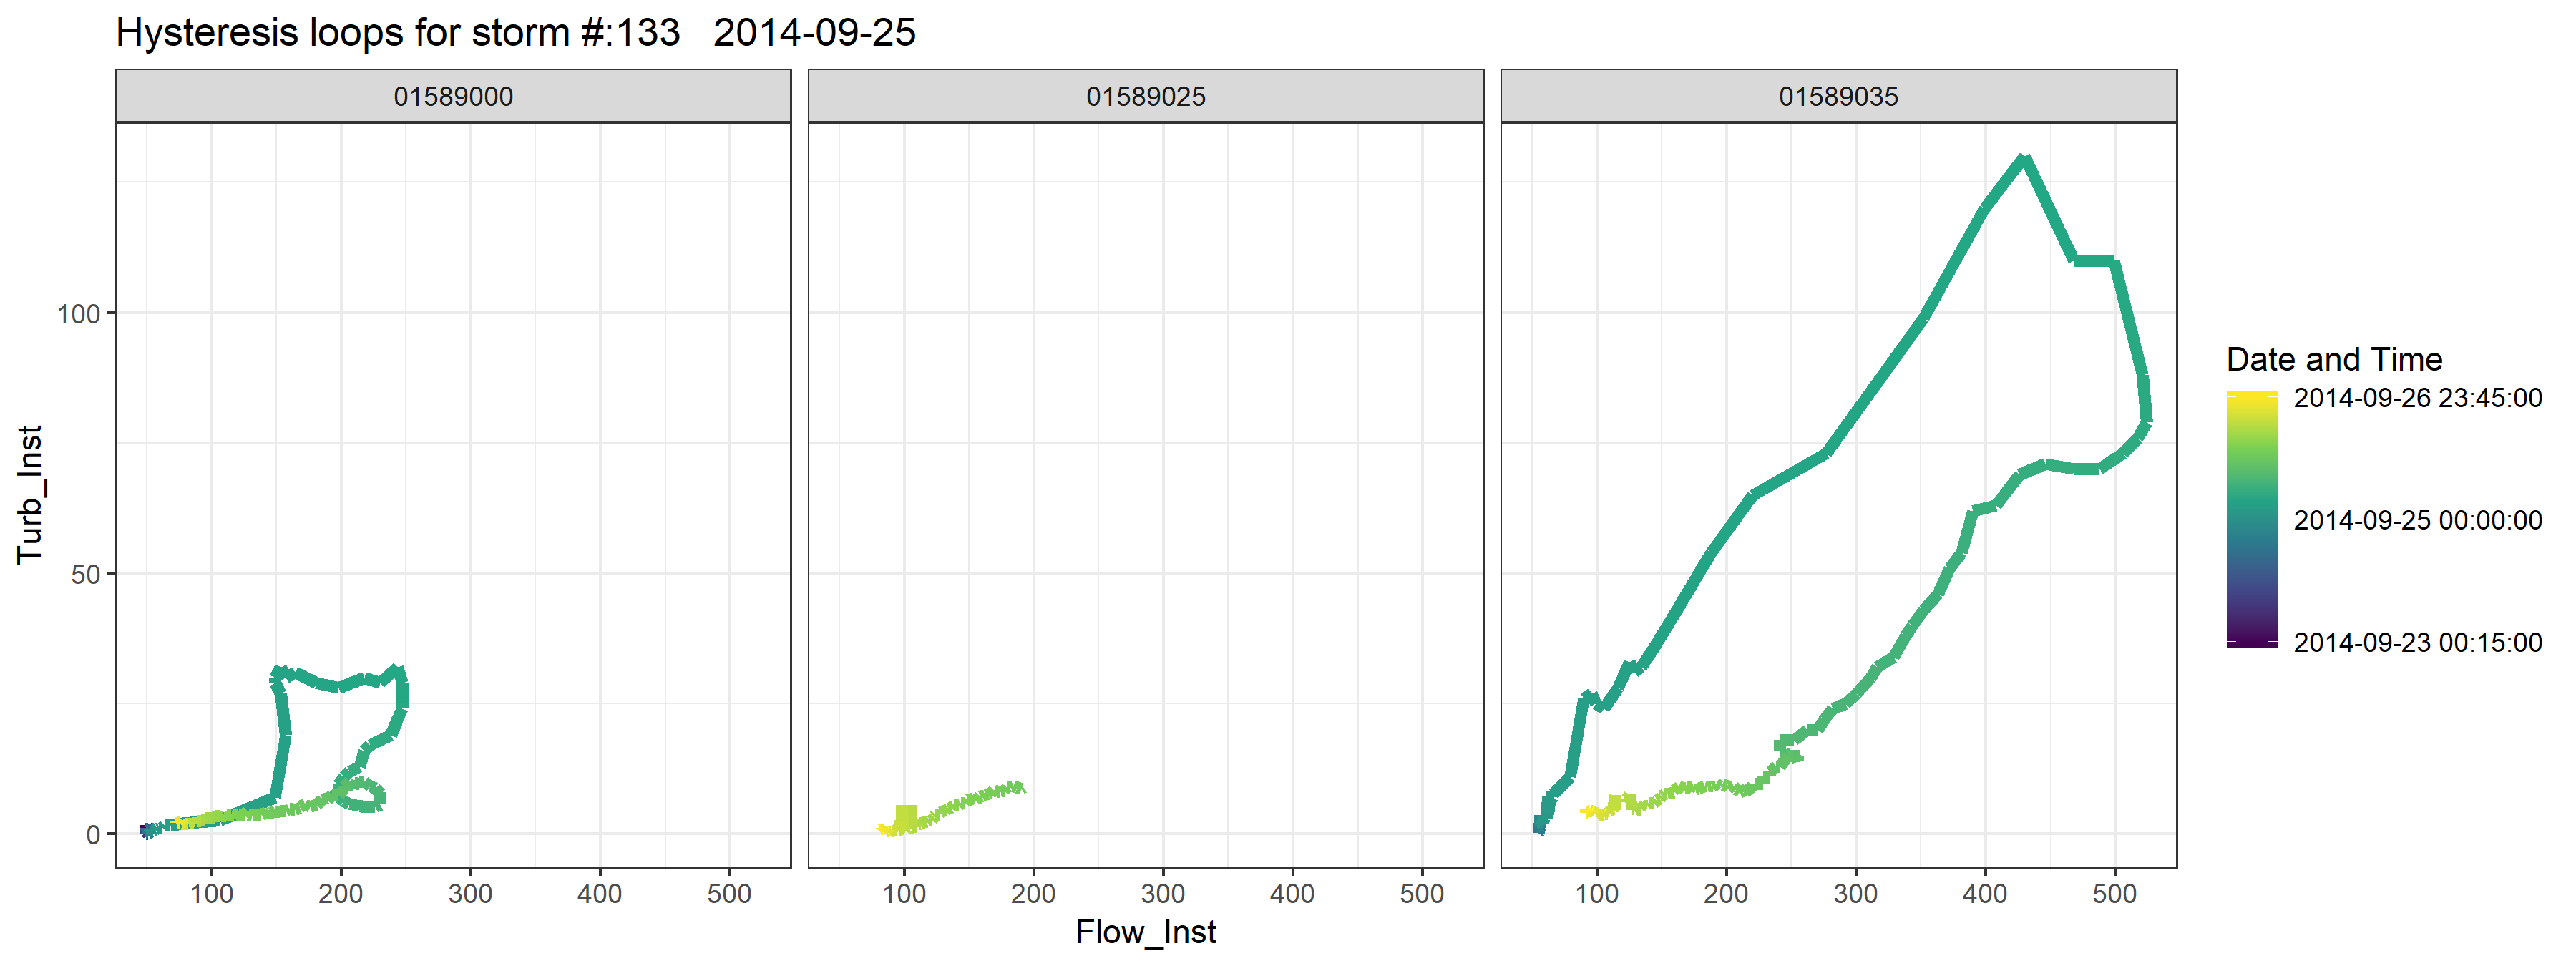 Hysteresis loops for storm #:133   2014-09-25
01589000
01589025
01589035
Turb_Inst
100
50
0
100 200 300 400 500
100 200 300 400 500
100 200 300 400 500
Flow_Inst
Date and Time
2014-09-26 23:45:00
2014-09-25 00:00:00
2014-09-23 00:15:00